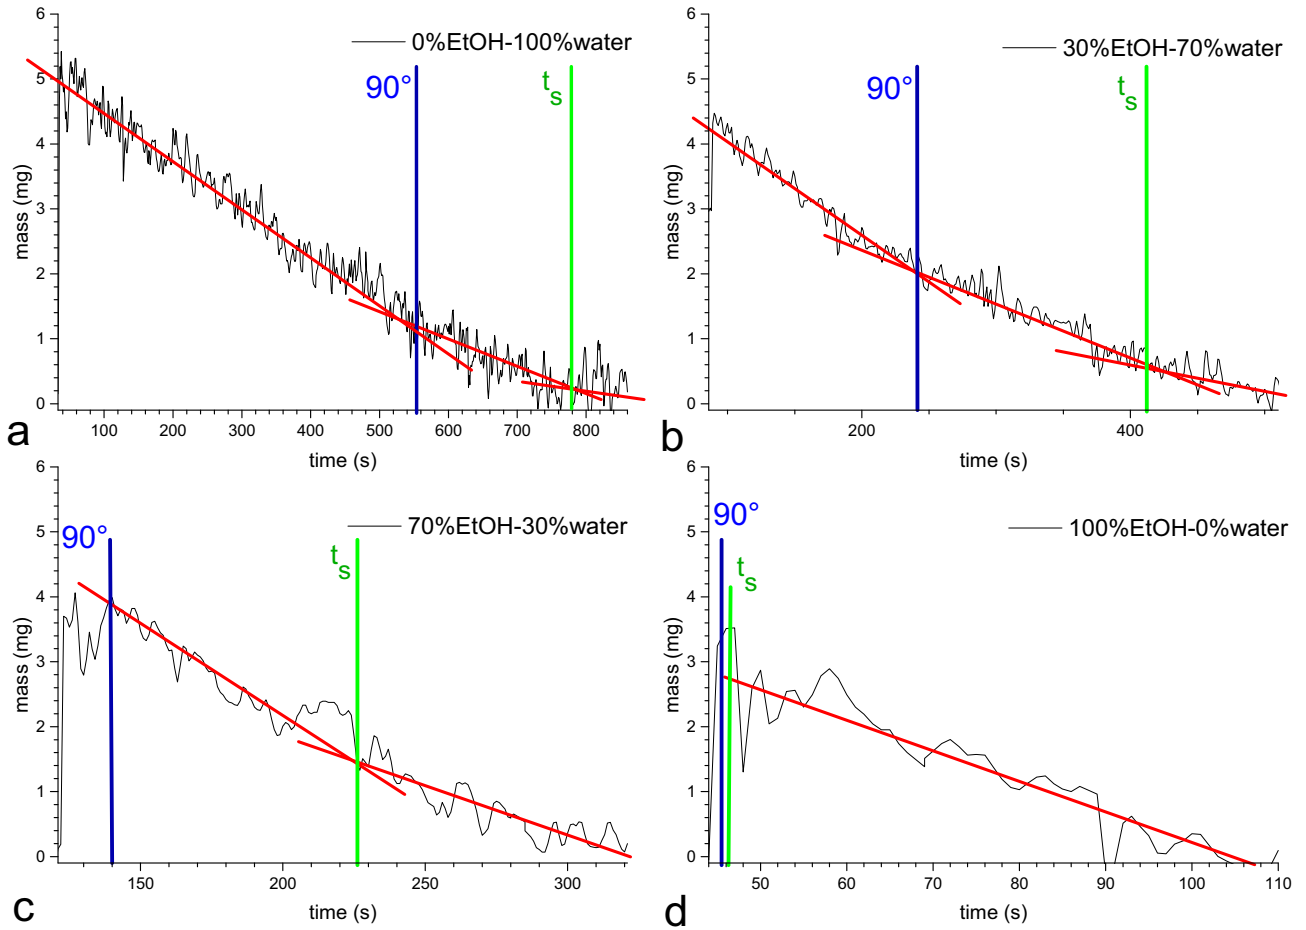 0%EtOH-100%water
90°
t
s
mass (mg)
6
5
4
3
2
1
0
100 200 300 400 500 600 700 800
time (s)
a
30%EtOH-70%water
90°
t
s
mass (mg)
6
5
4
3
2
1
0
200 400
time (s)
b
70%EtOH-30%water
90°
t
s
mass (mg)
6
5
4
3
2
1
0
150 200 250 300
time (s)
c
100%EtOH-0%water
90°
t
s
mass (mg)
6
5
4
3
2
1
0
50 60 70 80 90 100 110
time (s)
d